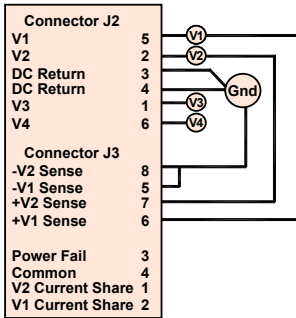 Connector J2
V1 5 V1
V2 2 V2
DC Return 3
DC Return 4 Gnd
V3 1 V3
V4 6 V4
Connector J3
-V2 Sense 8
-V1 Sense 5
+V2 Sense 7
+V1 Sense 6
Power Fail 3
Common 4
V2 Current Share 1
V1 Current Share 2